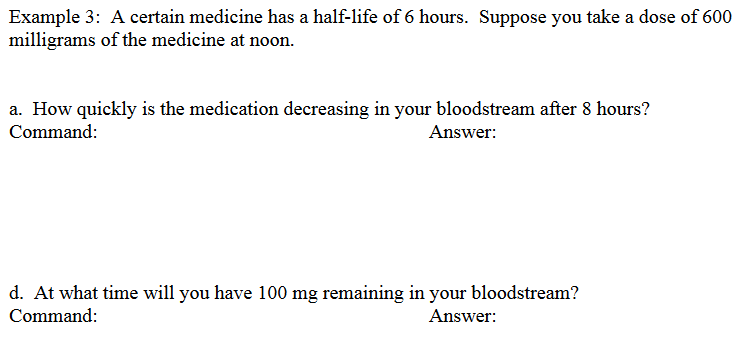 Example 3:  A certain medicine has a half-life of 6 hours.  Suppose you take a dose of 600
milligrams of the medicine at noon.
a.  How quickly is the medication decreasing in your bloodstream after 8 hours?
Command: Answer:
d.  At what time will you have 100 mg remaining in your bloodstream?
Command: Answer: